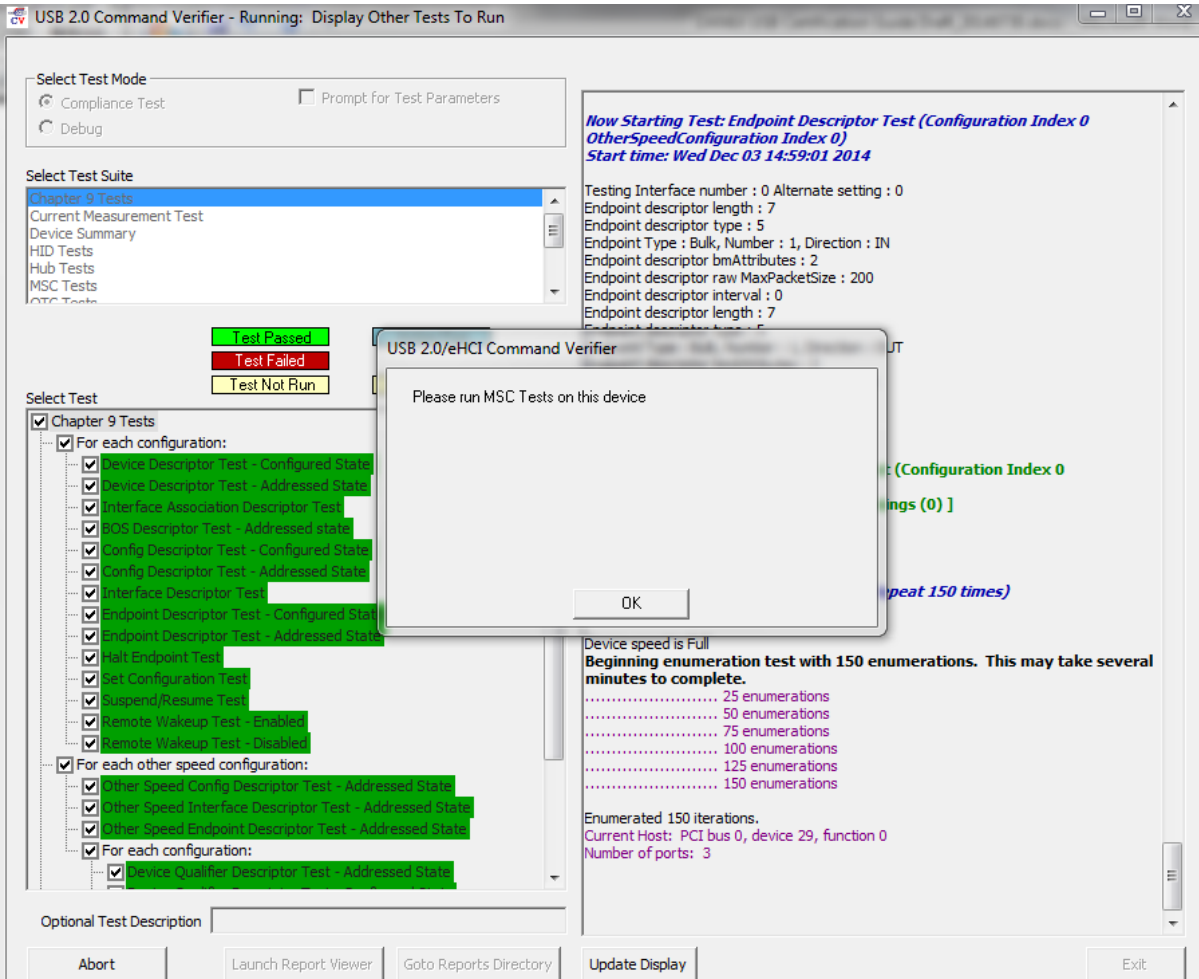 USB 2.0 Command Verifier - Running: Display Other Tests To Run
Select Test Mode
Compliance Test
Prompt for Test Parameters
Debug
Select Test Suite
Chapter 9 Tests
Current Measurement Test
Device Summary
HID Tests
Hub Tests
MSC Tests
OTG Tests
Test Passed
Test Failed
Test Not Run
Select Test
Chapter 9 Tests
For each configuration:
Device Descriptor Test - Configured State
Device Descriptor Test - Addressed State
Interface Association Descriptor Test
BOS Descriptor Test - Addressed state
Config Descriptor Test - Configured State
Config Descriptor Test - Addressed State
Interface Descriptor Test
Endpoint Descriptor Test - Configured Stat
Endpoint Descriptor Test - Addressed State
Halt Endpoint Test
Set Configuration Test
Suspend/Resume Test
Remote Wakeup Test - Enabled
Remote Wakeup Test - Disabled
For each other speed configuration:
Other Speed Config Descriptor Test - Addressed State
Other Speed Interface Descriptor Test - Addressed State
Other Speed Endpoint Descriptor Test - Addressed State
For each configuration:
Device Qualifier Descriptor Test - Addressed State
Optional Test Description
Abort
Launch Report Viewer
Goto Reports Directory
Update Display
Exit
Now Starting Test: Endpoint Descriptor Test (Configuration Index 0
OtherSpeedConfiguration Index 0)
Start time: Wed Dec 03 14:59:01 2014
Testing Interface number : 0 Alternate setting : 0
Endpoint descriptor length : 7
Endpoint descriptor type : 5
Endpoint Type : Bulk, Number : 1, Direction : IN
Endpoint descriptor bmAttributes : 2
Endpoint descriptor raw MaxPacketSize : 200
Endpoint descriptor interval : 0
Endpoint descriptor length : 7
USB 2.0/eHCI Command Verifier
Please run MSC Tests on this device
OK
(Configuration Index 0
ings (0) ]
peat 150 times)
Device speed is Full
Beginning enumeration test with 150 enumerations. This may take several
minutes to complete.
......................... 25 enumerations
......................... 50 enumerations
......................... 75 enumerations
......................... 100 enumerations
......................... 125 enumerations
......................... 150 enumerations
Enumerated 150 iterations.
Current Host: PCI bus 0, device 29, function 0
Number of ports: 3